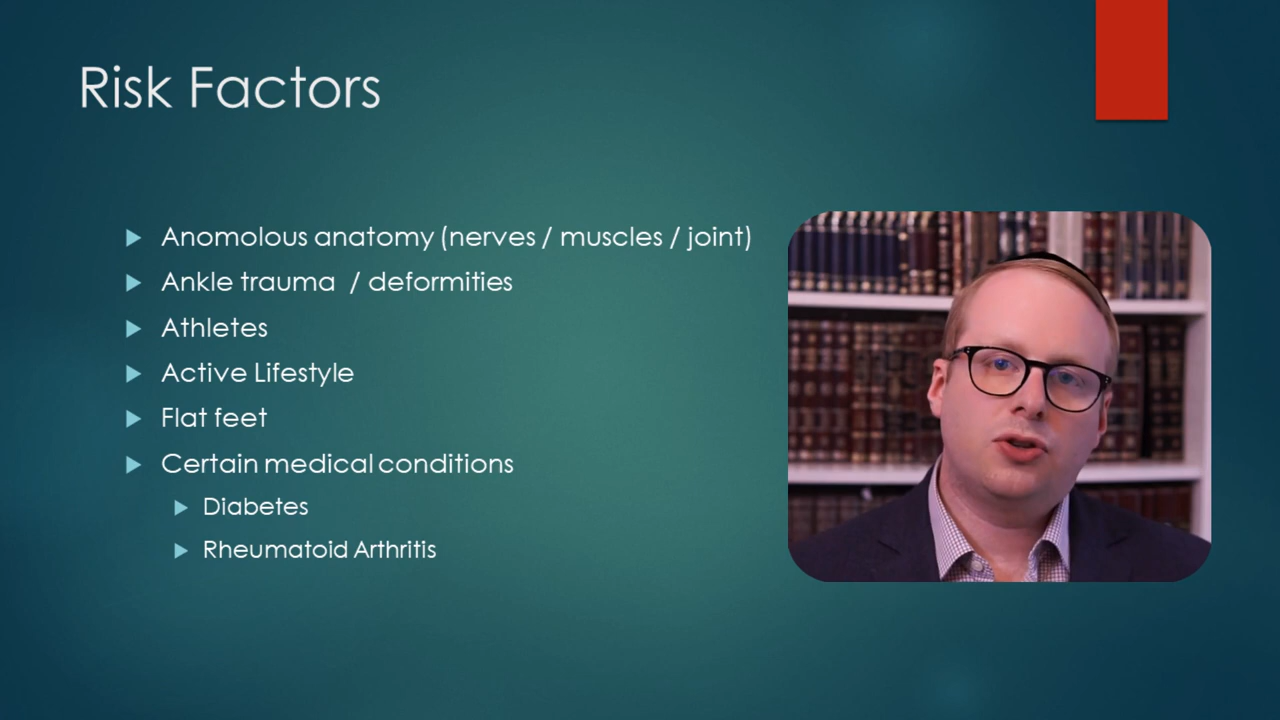 Risk Factors
Anomolous anatomy (nerves / muscles / joint)
Ankle trauma / deformities
Athletes
Active Lifestyle
Flat feet
Certain medical conditions
Diabetes
Rheumatoid Arthritis